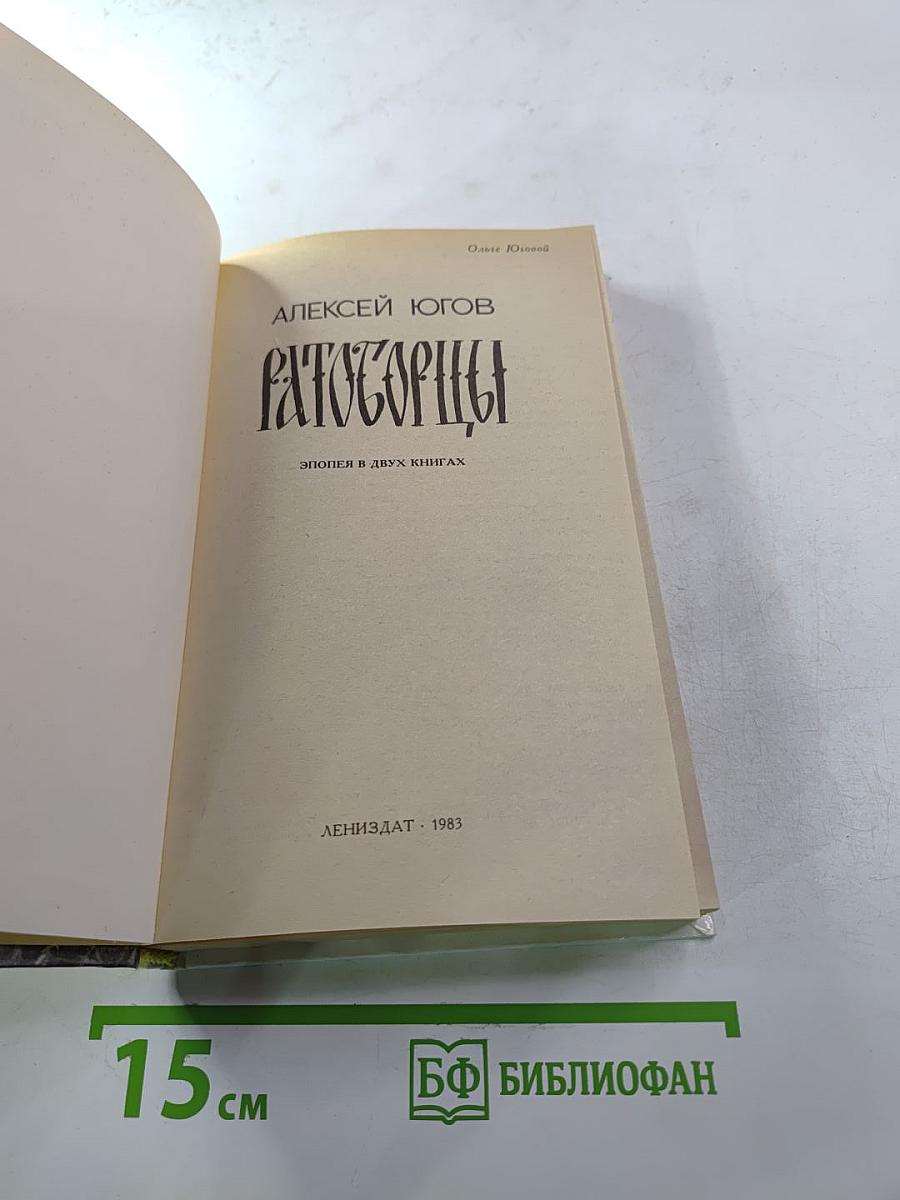 Ольге Юговой
АЛЕКСЕЙ ЮГОВ
РАТОБОРЦЫ
ЭПОПЕЯ В ДВУХ КНИГАХ
ЛЕНИЗДАТ · 1983
15 см
БФ БИБЛИОФАН